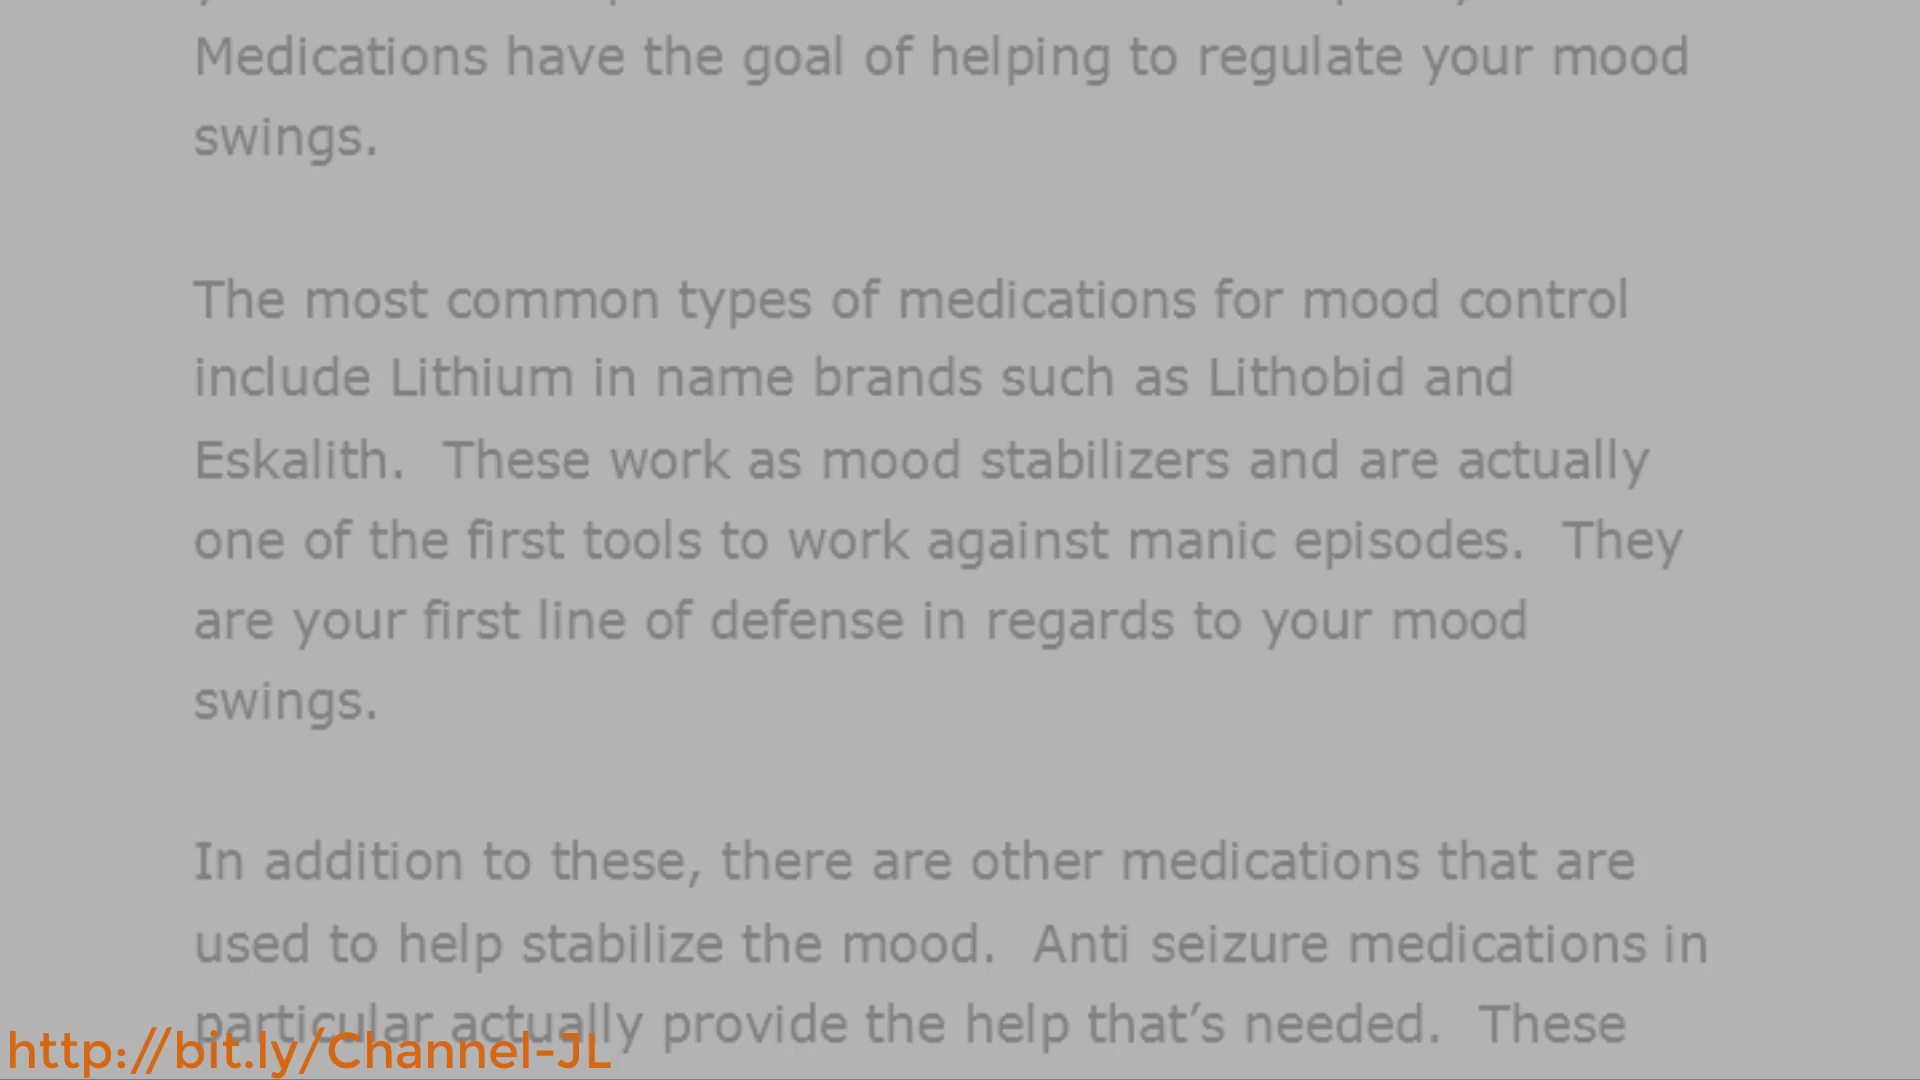 Medications have the goal of helping to regulate your mood
swings.
The most common types of medications for mood control
include Lithium in name brands such as Lithobid and
Eskalith.  These work as mood stabilizers and are actually
one of the first tools to work against manic episodes.  They
are your first line of defense in regards to your mood
swings.
In addition to these, there are other medications that are
used to help stabilize the mood.  Anti seizure medications in
particular actually provide the help that’s needed.  These
http://bit.ly/Channel-JL